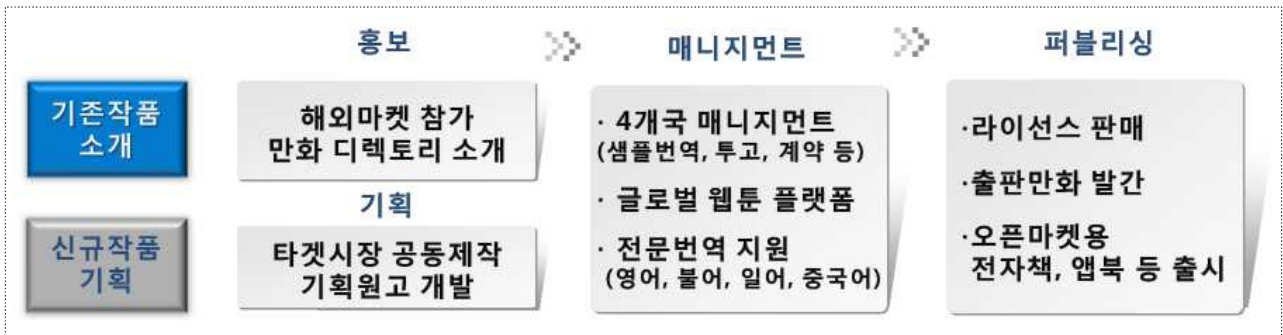 홍보
매니지먼트
퍼블리싱
기존작품
소개
해외마켓 참가
만화 디렉토리 소개
기획
신규작품
기획
타겟시장 공동제작
기획원고 개발
· 4개국 매니지먼트
(샘플번역, 투고, 계약 등)
· 글로벌 웹툰 플랫폼
· 전문번역 지원
(영어, 불어, 일어, 중국어)
·라이선스 판매
·출판만화 발간
·오픈마켓용
전자책, 앱북 등 출시